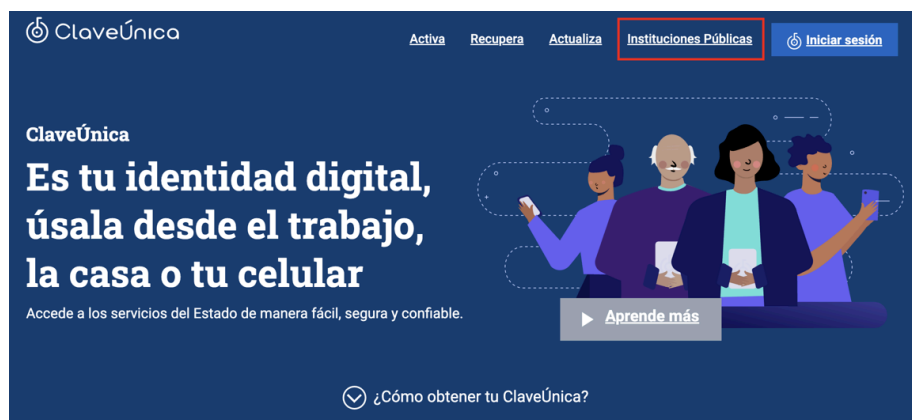 ClaveÚnica
Activa Recupera Actualiza Instituciones Públicas Iniciar sesión
ClaveÚnica
Es tu identidad digital,
úsala desde el trabajo,
la casa o tu celular
Accede a los servicios del Estado de manera fácil, segura y confiable.
Aprende más
¿Cómo obtener tu ClaveÚnica?